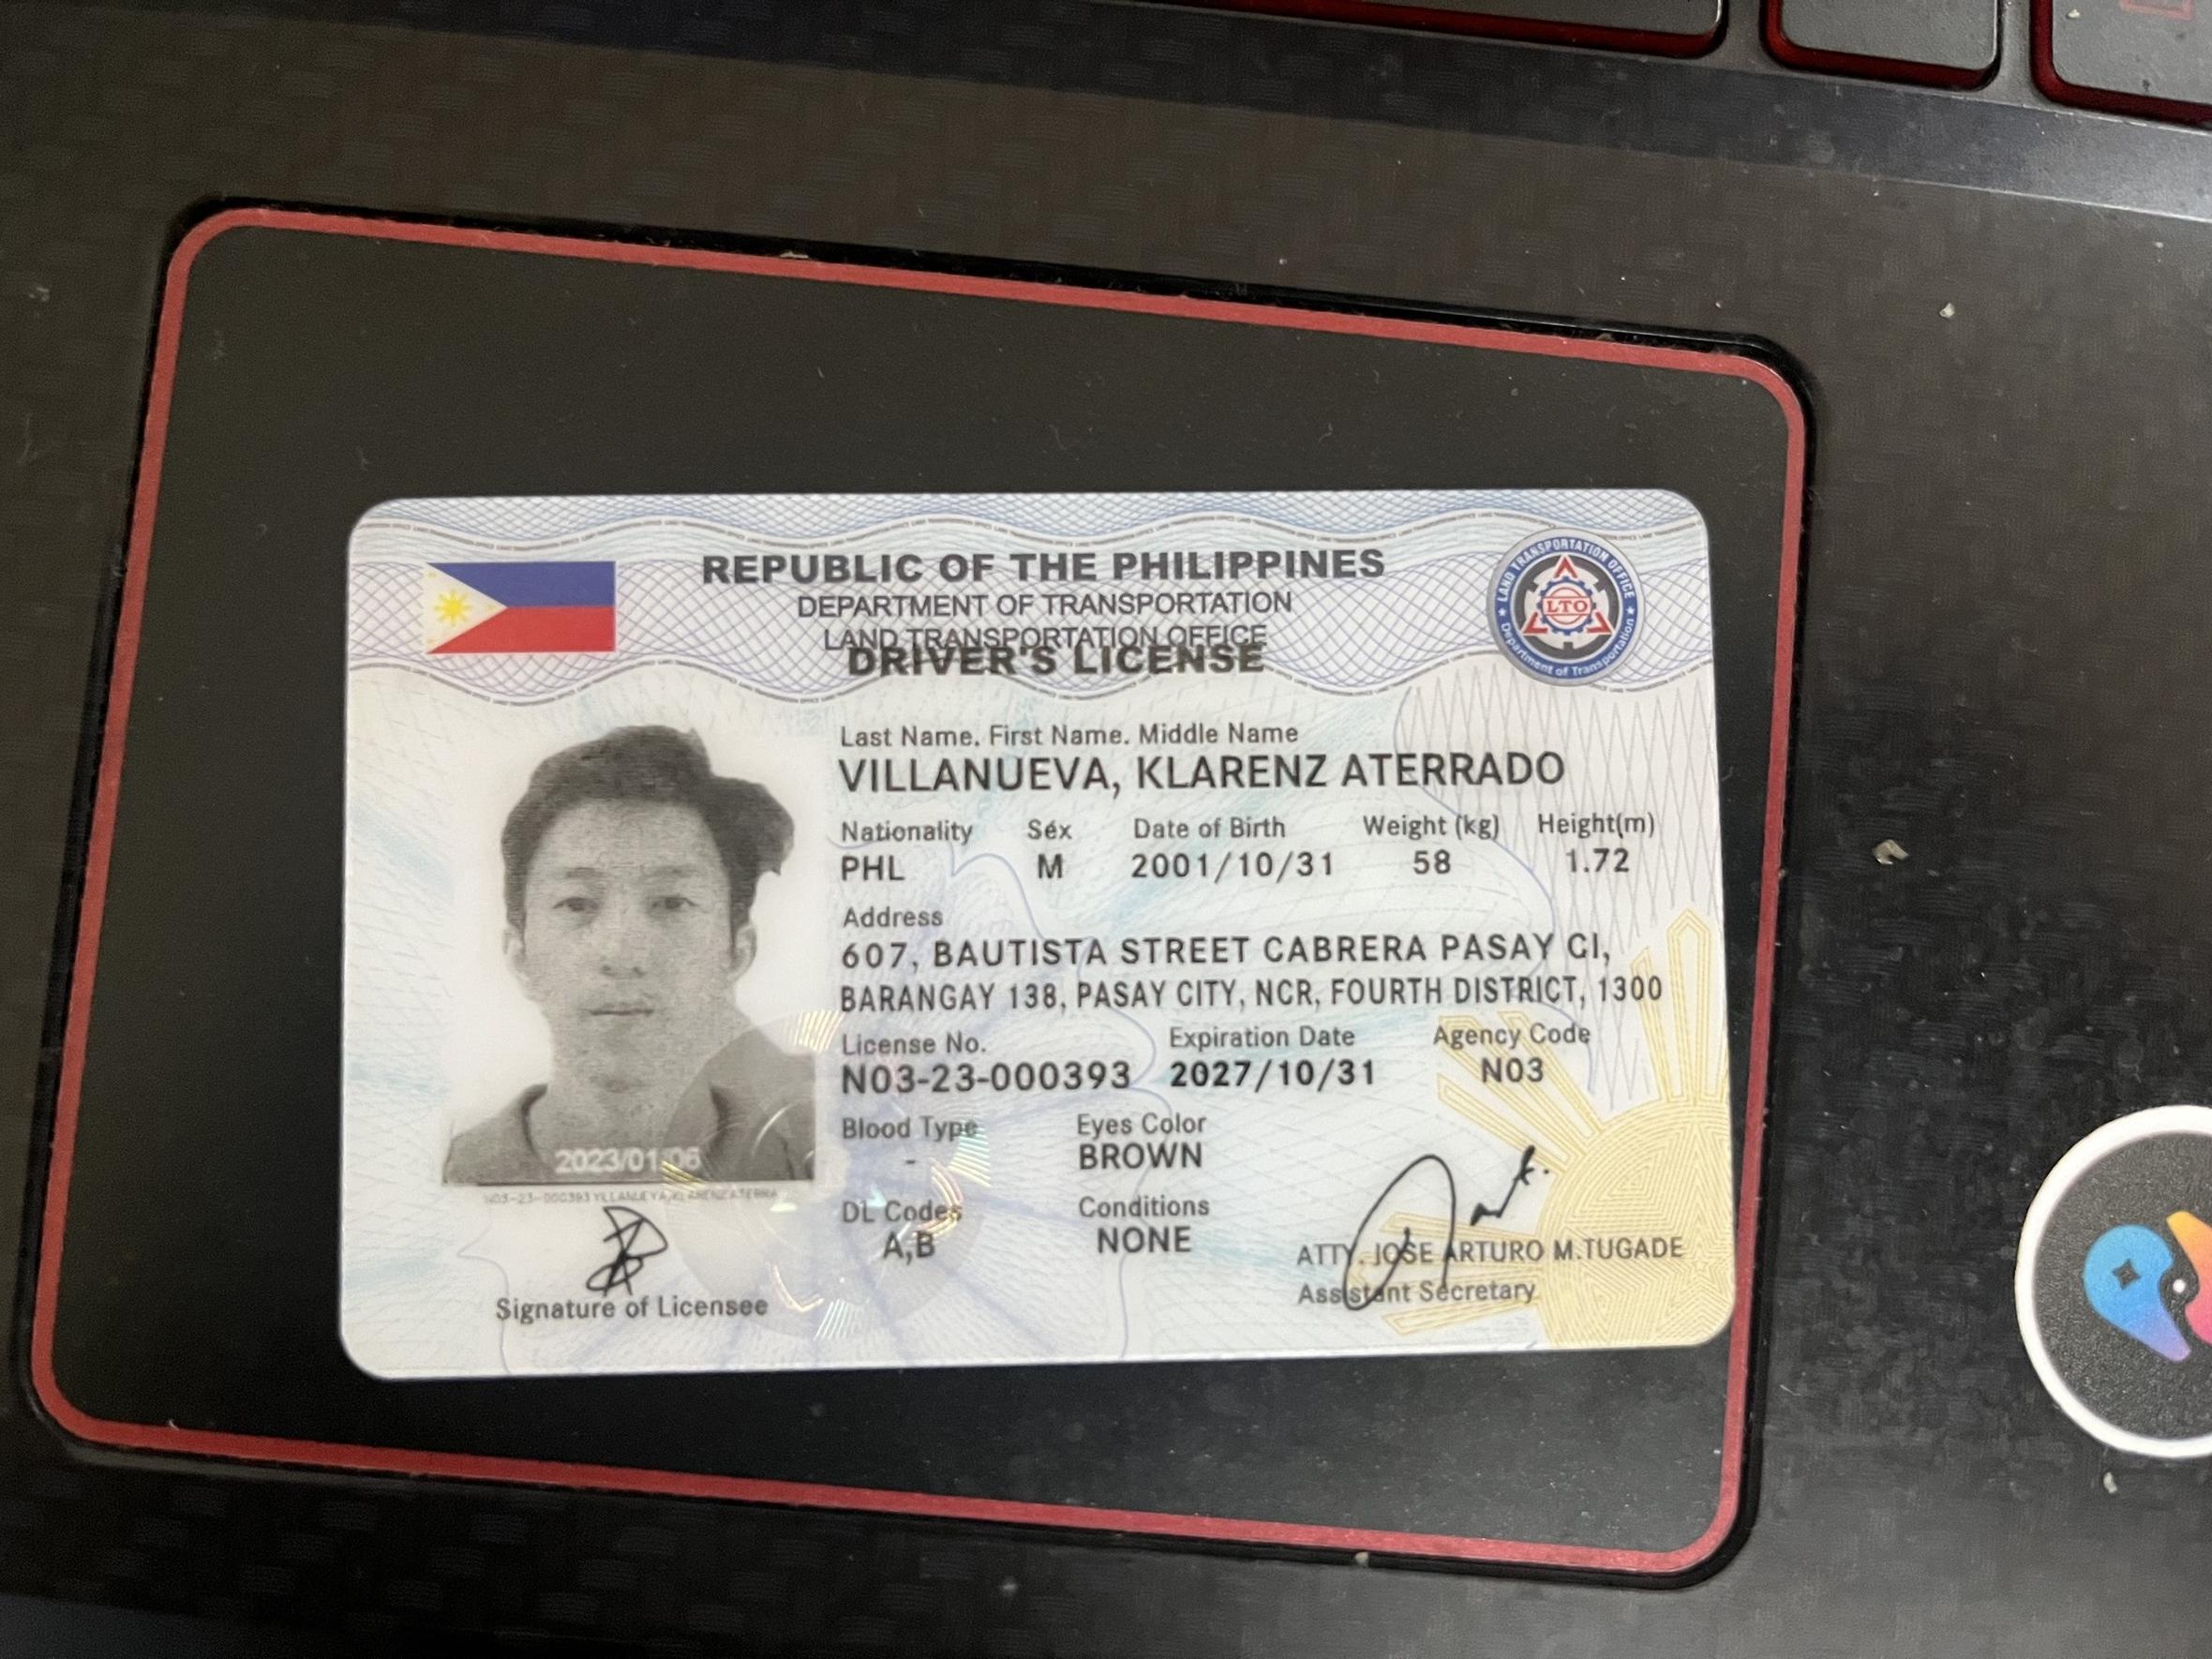 REPUBLIC OF THE PHILIPPINES
DEPARTMENT OF TRANSPORTATION
LAND TRANSPORTATION OFFICE
DRIVER'S LICENSE
LAND TRANSPORTATION OFFICE
LTO
Department of Transportation
Last Name. First Name. Middle Name
VILLANUEVA, KLARENZ ATERRADO
Nationality Sex Date of Birth Weight (kg) Height(m)
PHL M 2001/10/31 58 1.72
Address
607, BAUTISTA STREET CABRERA PASAY CI,
BARANGAY 138, PASAY CITY, NCR, FOURTH DISTRICT, 1300
License No. Expiration Date Agency Code
N03-23-000393 2027/10/31 N03
Blood Type Eyes Color
- BROWN
DL Codes Conditions
A,B NONE
2023/01/06
N03-23-000393
Signature of Licensee
ATTY. JOSE ARTURO M.TUGADE
Assistant Secretary